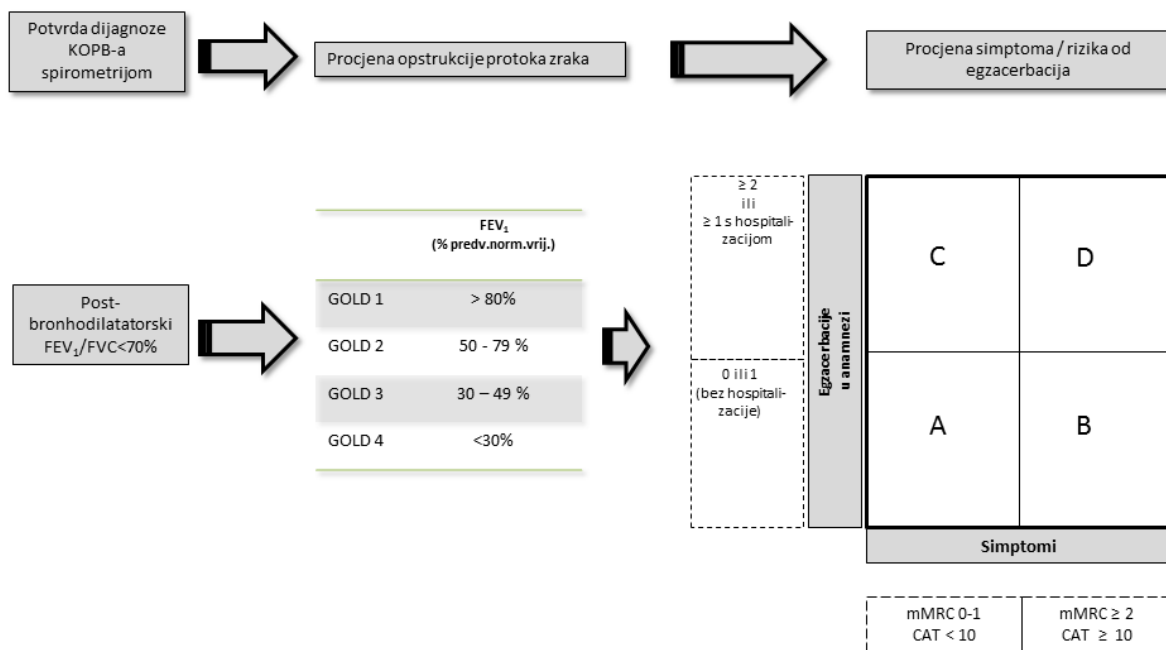 Potvrda dijagnoze
KOPB-a
spirometrijom
Procjena opstrukcije protoka zraka
Procjena simptoma / rizika od
egzacerbacija
Post-
bronhodilatatorski
FEV₁/FVC<70%
FEV₁
(% predv.norm.vrij.)
GOLD 1 > 80%
GOLD 2 50 - 79 %
GOLD 3 30 – 49 %
GOLD 4 <30%
≥ 2
ili
≥ 1 s hospitali-
zacijom
0 ili 1
(bez hospitali-
zacije)
Egzacerbacije
u anamnezi
C D
A B
Simptomi
mMRC 0-1
CAT < 10
mMRC ≥ 2
CAT ≥ 10